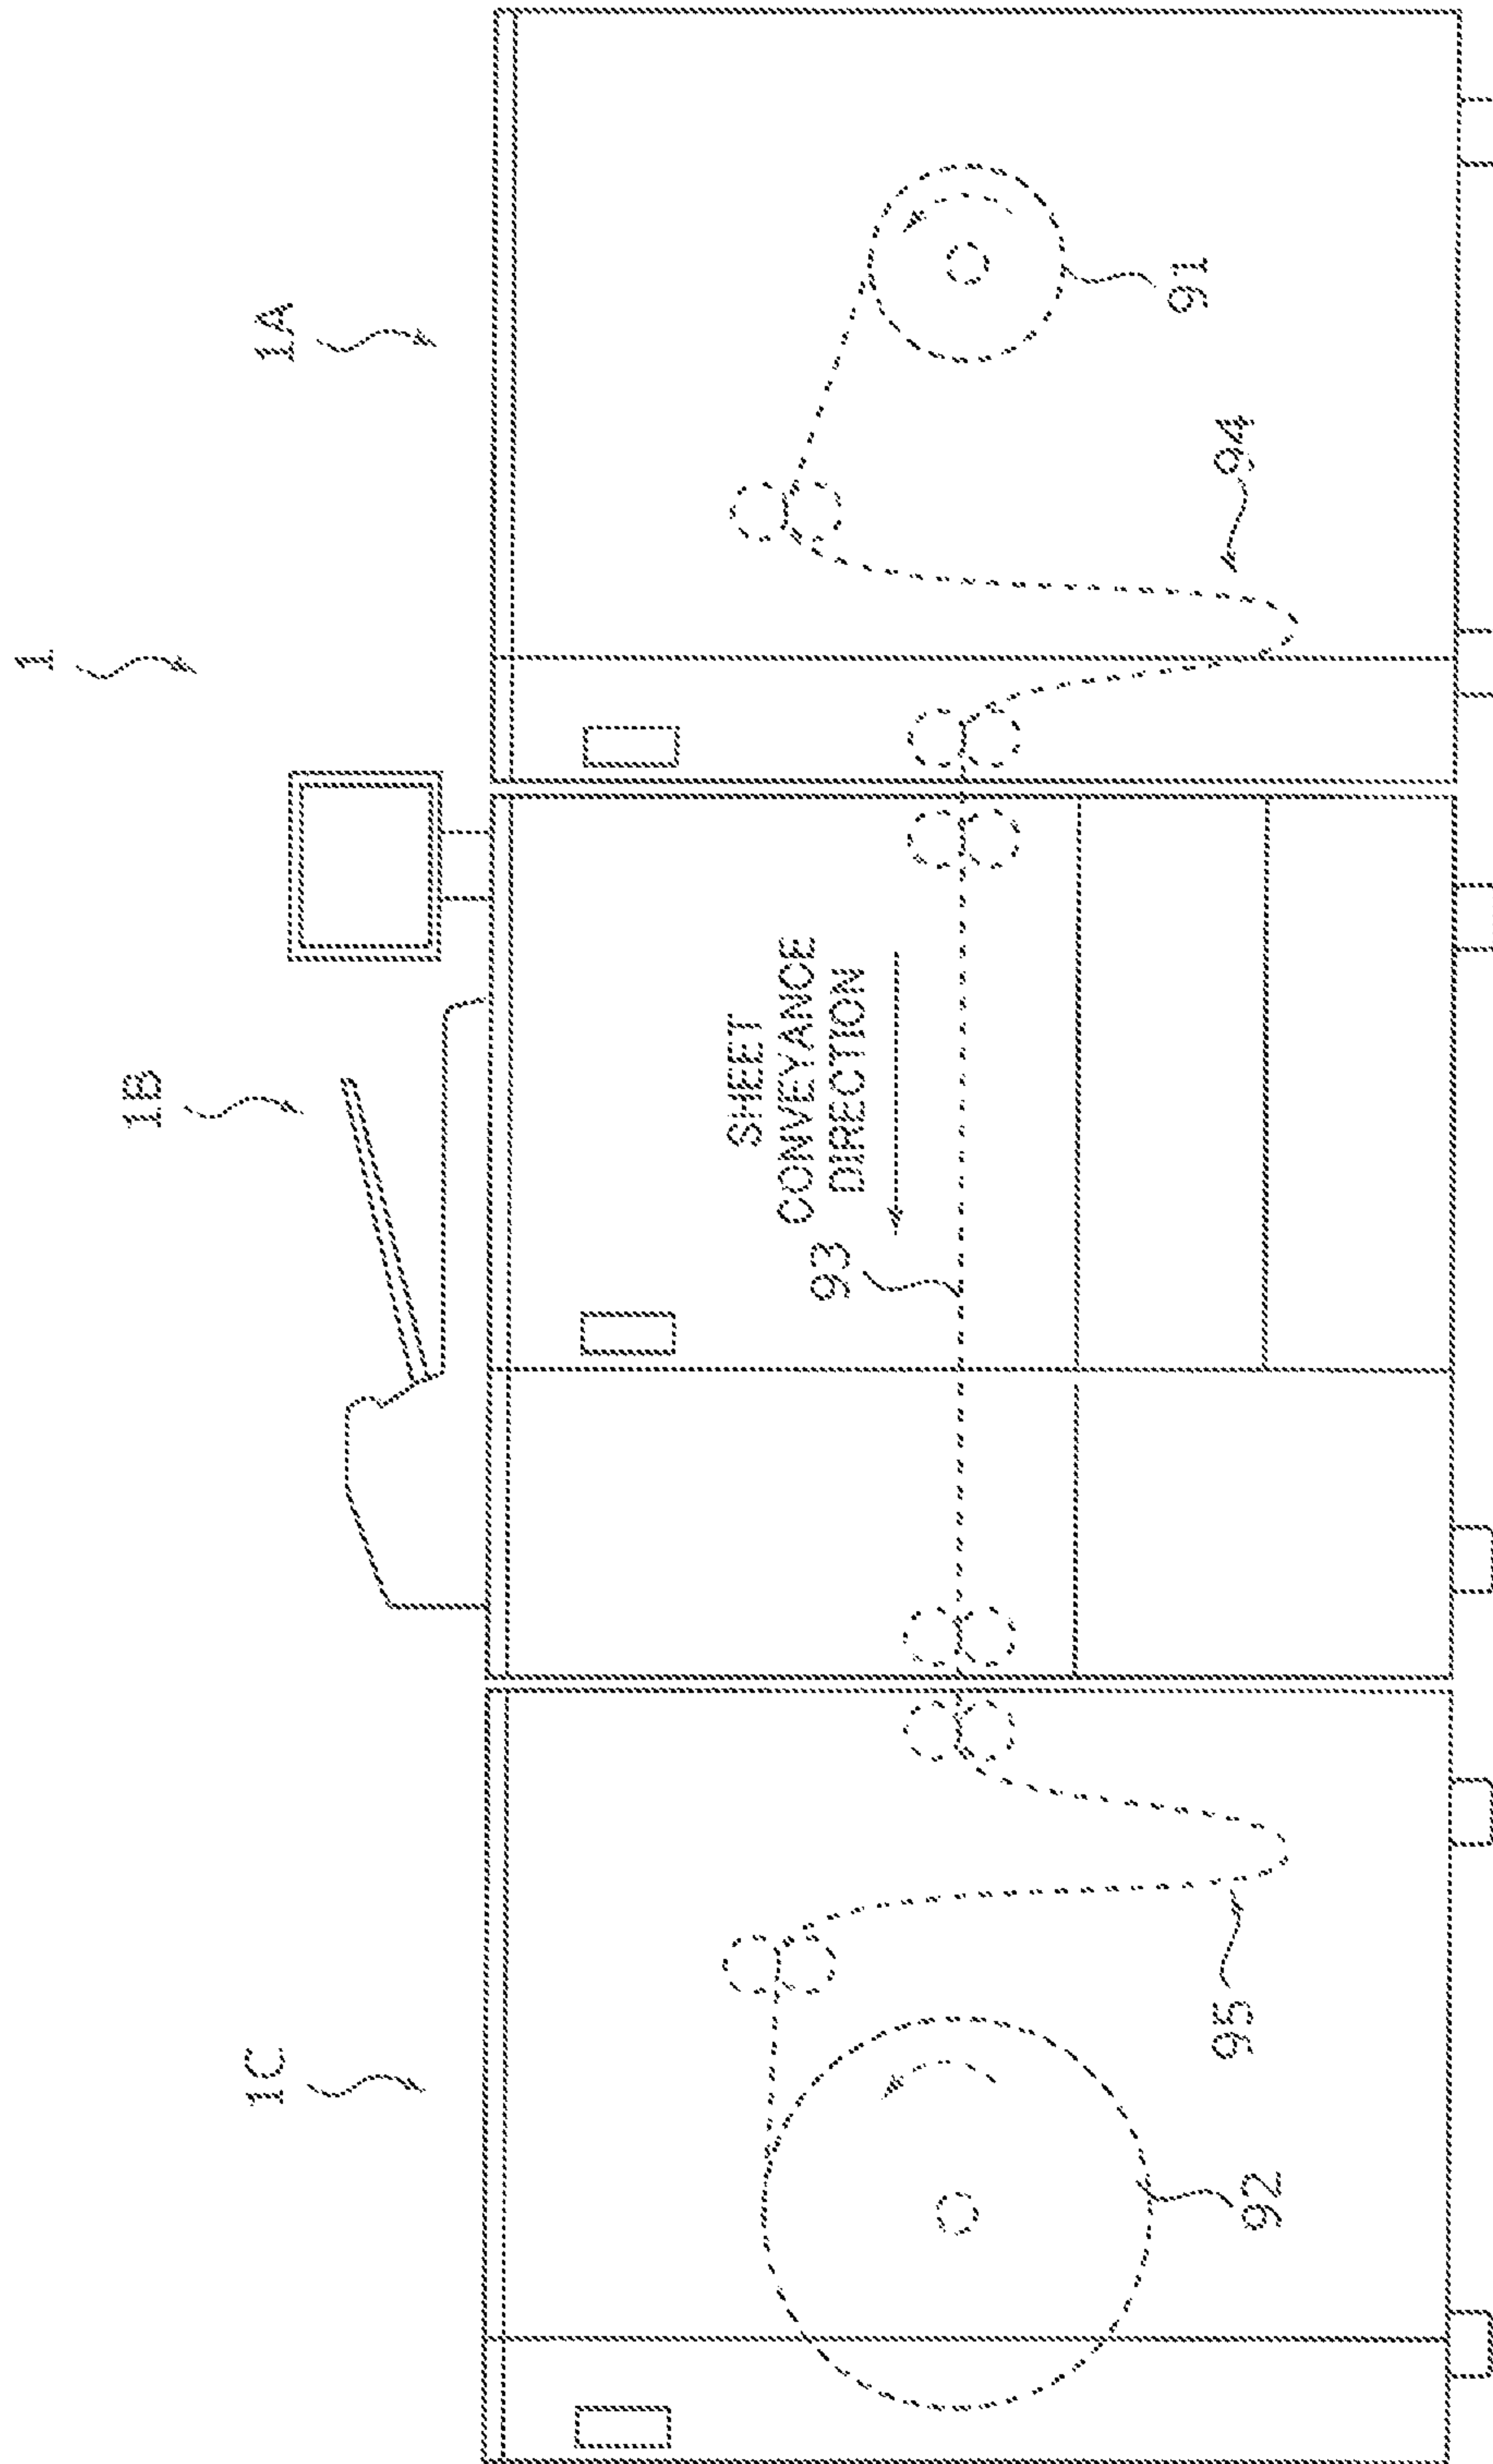 1
1B
1C
1A
SHEET
CONVEYANCE
DIRECTION
93
91
95
94
92